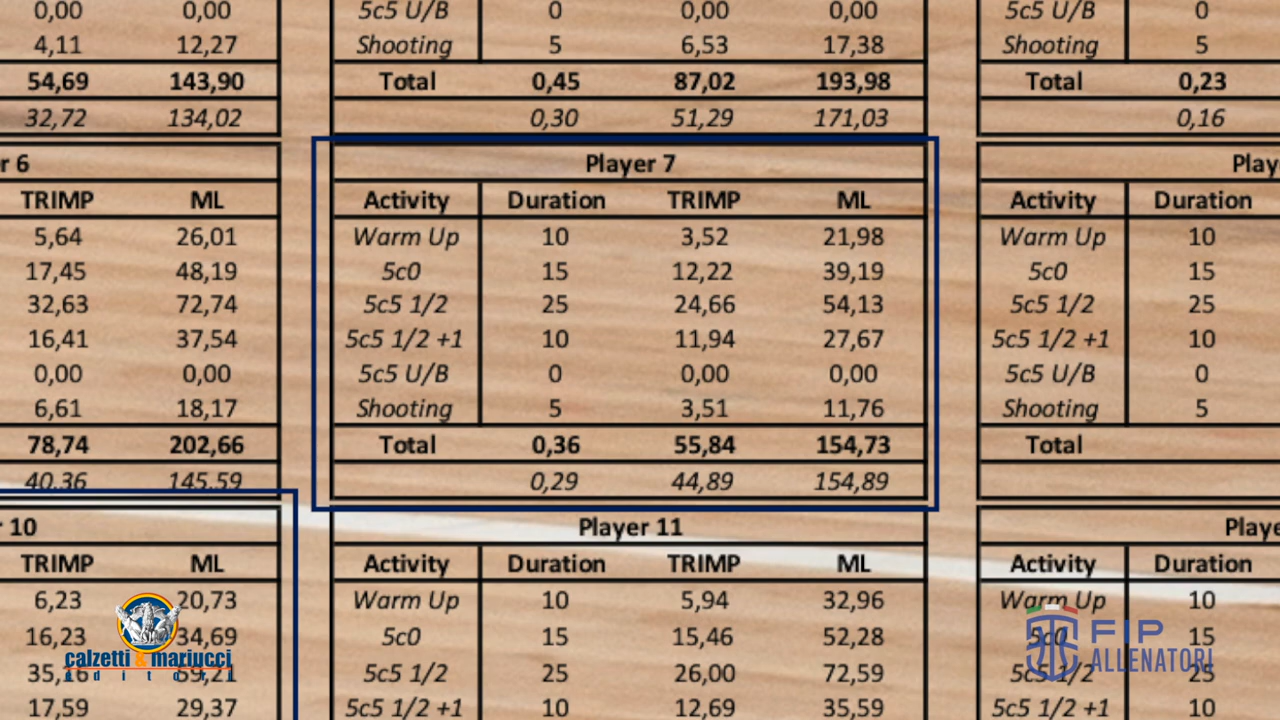 0,00 0,00 5c5 U/B 0 0,00 0,00 5c5 U/B 0
4,11 12,27 Shooting 5 6,53 17,38 Shooting 5
54,69 143,90 Total 0,45 87,02 193,98 Total 0,23
32,72 134,02 0,30 51,29 171,03 0,16
r 6 Player 7 Play
TRIMP ML Activity Duration TRIMP ML Activity Duration
5,64 26,01 Warm Up 10 3,52 21,98 Warm Up 10
17,45 48,19 5c0 15 12,22 39,19 5c0 15
32,63 72,74 5c5 1/2 25 24,66 54,13 5c5 1/2 25
16,41 37,54 5c5 1/2 +1 10 11,94 27,67 5c5 1/2 +1 10
0,00 0,00 5c5 U/B 0 0,00 0,00 5c5 U/B 0
6,61 18,17 Shooting 5 3,51 11,76 Shooting 5
78,74 202,66 Total 0,36 55,84 154,73 Total
40,36 145,59 0,29 44,89 154,89
r 10 Player 11 Playe
TRIMP ML Activity Duration TRIMP ML Activity Duration
6,23 20,73 Warm Up 10 5,94 32,96 Warm Up 10
16,23 34,69 5c0 15 15,46 52,28 5c0 15
35,16 69,21 5c5 1/2 25 26,00 72,59 5c5 1/2 25
17,59 29,37 5c5 1/2 +1 10 12,69 35,59 5c5 1/2 +1 10
calzetti & mariucci
editori
FIP
ALLENATORI